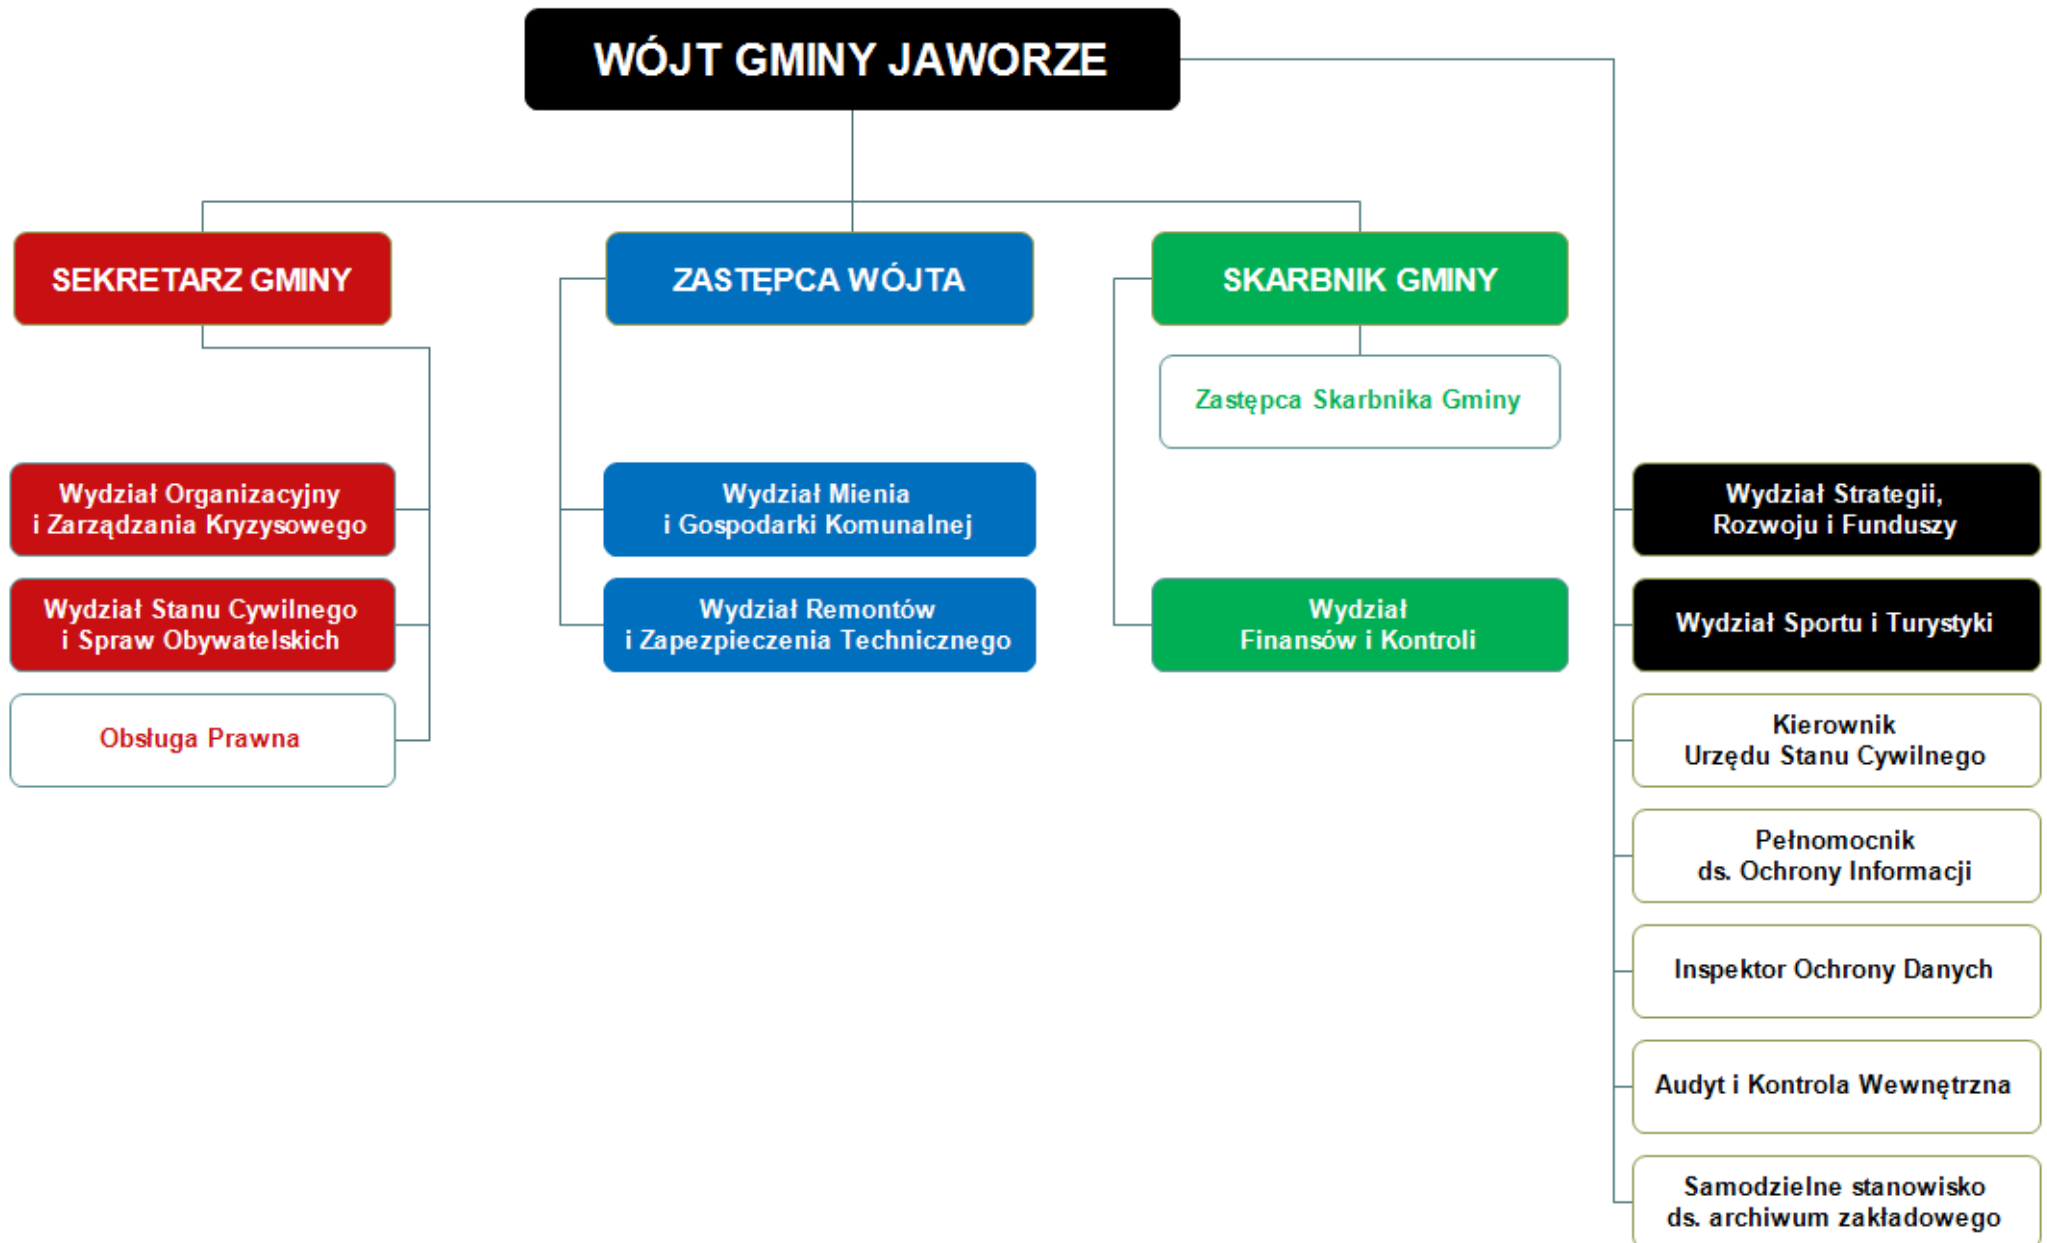 WÓJT GMINY JAWORZE
SEKRETARZ GMINY
ZASTĘPCA WÓJTA
SKARBNIK GMINY
Zastępca Skarbnika Gminy
Wydział Organizacyjny
i Zarządzania Kryzysowego
Wydział Stanu Cywilnego
i Spraw Obywatelskich
Obsługa Prawna
Wydział Mienia
i Gospodarki Komunalnej
Wydział Remontów
i Zapezpieczenia Technicznego
Wydział
Finansów i Kontroli
Wydział Strategii,
Rozwoju i Funduszy
Wydział Sportu i Turystyki
Kierownik
Urzędu Stanu Cywilnego
Pełnomocnik
ds. Ochrony Informacji
Inspektor Ochrony Danych
Audyt i Kontrola Wewnętrzna
Samodzielne stanowisko
ds. archiwum zakładowego